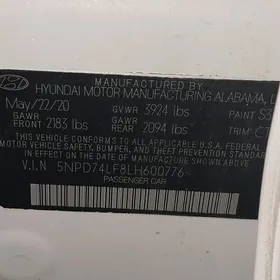 MANUFACTURED BY
HYUNDAI MOTOR MANUFACTURING ALABAMA,
May/22/20 GVWR 3924 lbs PAINT S3
GAWR FRONT 2183 lbs GAWR REAR 2094 lbs TRIM
THIS VEHICLE CONFORMS TO ALL APPLICABLE U.S. FEDERAL
MOTOR VEHICLE SAFETY, BUMPER, AND THEFT PREVENTION
STANDARDS IN EFFECT ON THE DATE OF MANUFACTURE SHOWN ABOVE.
V.I.N 5NPD74LF8LH600776
PASSENGER CAR